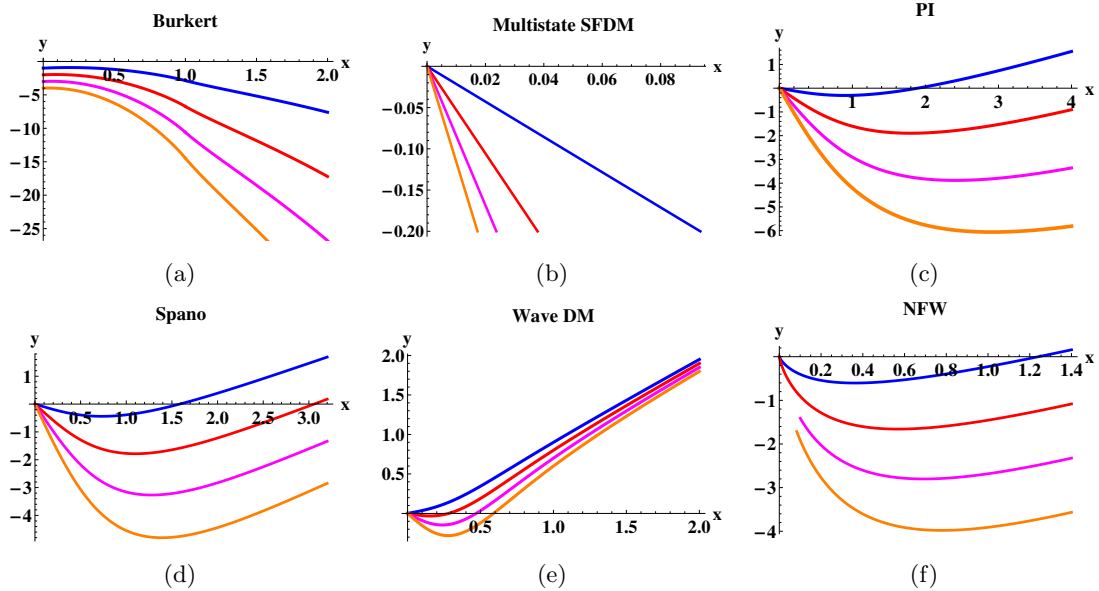 Burkert
y
x
0.5 1.0 1.5 2.0
−5
−10
−15
−20
−25
(a)
Multistate SFDM
y
x
0.02 0.04 0.06 0.08
−0.05
−0.10
−0.15
−0.20
(b)
PI
y
1
x
1 2 3 4
−1
−2
−3
−4
−5
−6
(c)
Spano
y
1
x
0.5 1.0 1.5 2.0 2.5 3.0
−1
−2
−3
−4
(d)
Wave DM
y
2.0
1.5
1.0
0.5
x
0.5 1.0 1.5 2.0
(e)
NFW
y
x
0.2 0.4 0.6 0.8 1.0 1.2 1.4
−1
−2
−3
−4
(f)